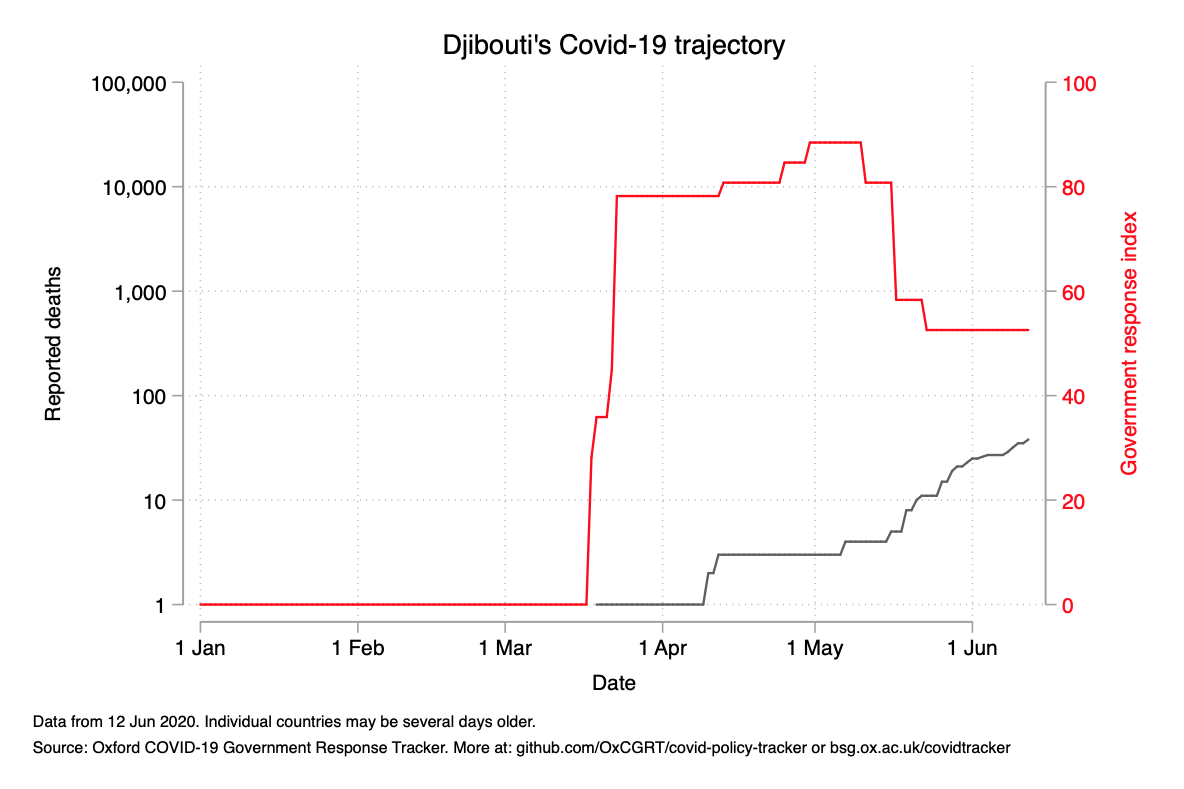 Djibouti's Covid-19 trajectory
100,000
10,000
1,000
100
10
1
Reported deaths
100
80
60
40
20
0
Government response index
1 Jan 1 Feb 1 Mar 1 Apr 1 May 1 Jun
Date
Data from 12 Jun 2020. Individual countries may be several days older.
Source: Oxford COVID-19 Government Response Tracker. More at: github.com/OxCGRT/covid-policy-tracker or bsg.ox.ac.uk/covidtracker